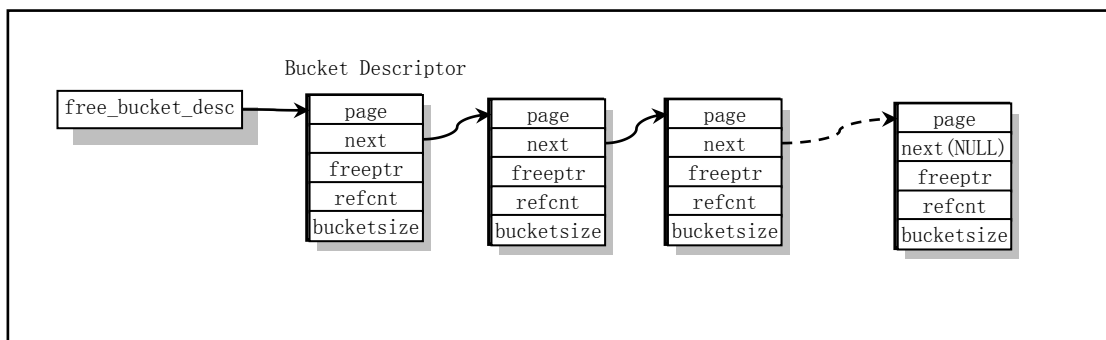 Bucket Descriptor
free_bucket_desc
page
next
freeptr
refcnt
bucketsize
page
next
freeptr
refcnt
bucketsize
page
next
freeptr
refcnt
bucketsize
page
next(NULL)
freeptr
refcnt
bucketsize